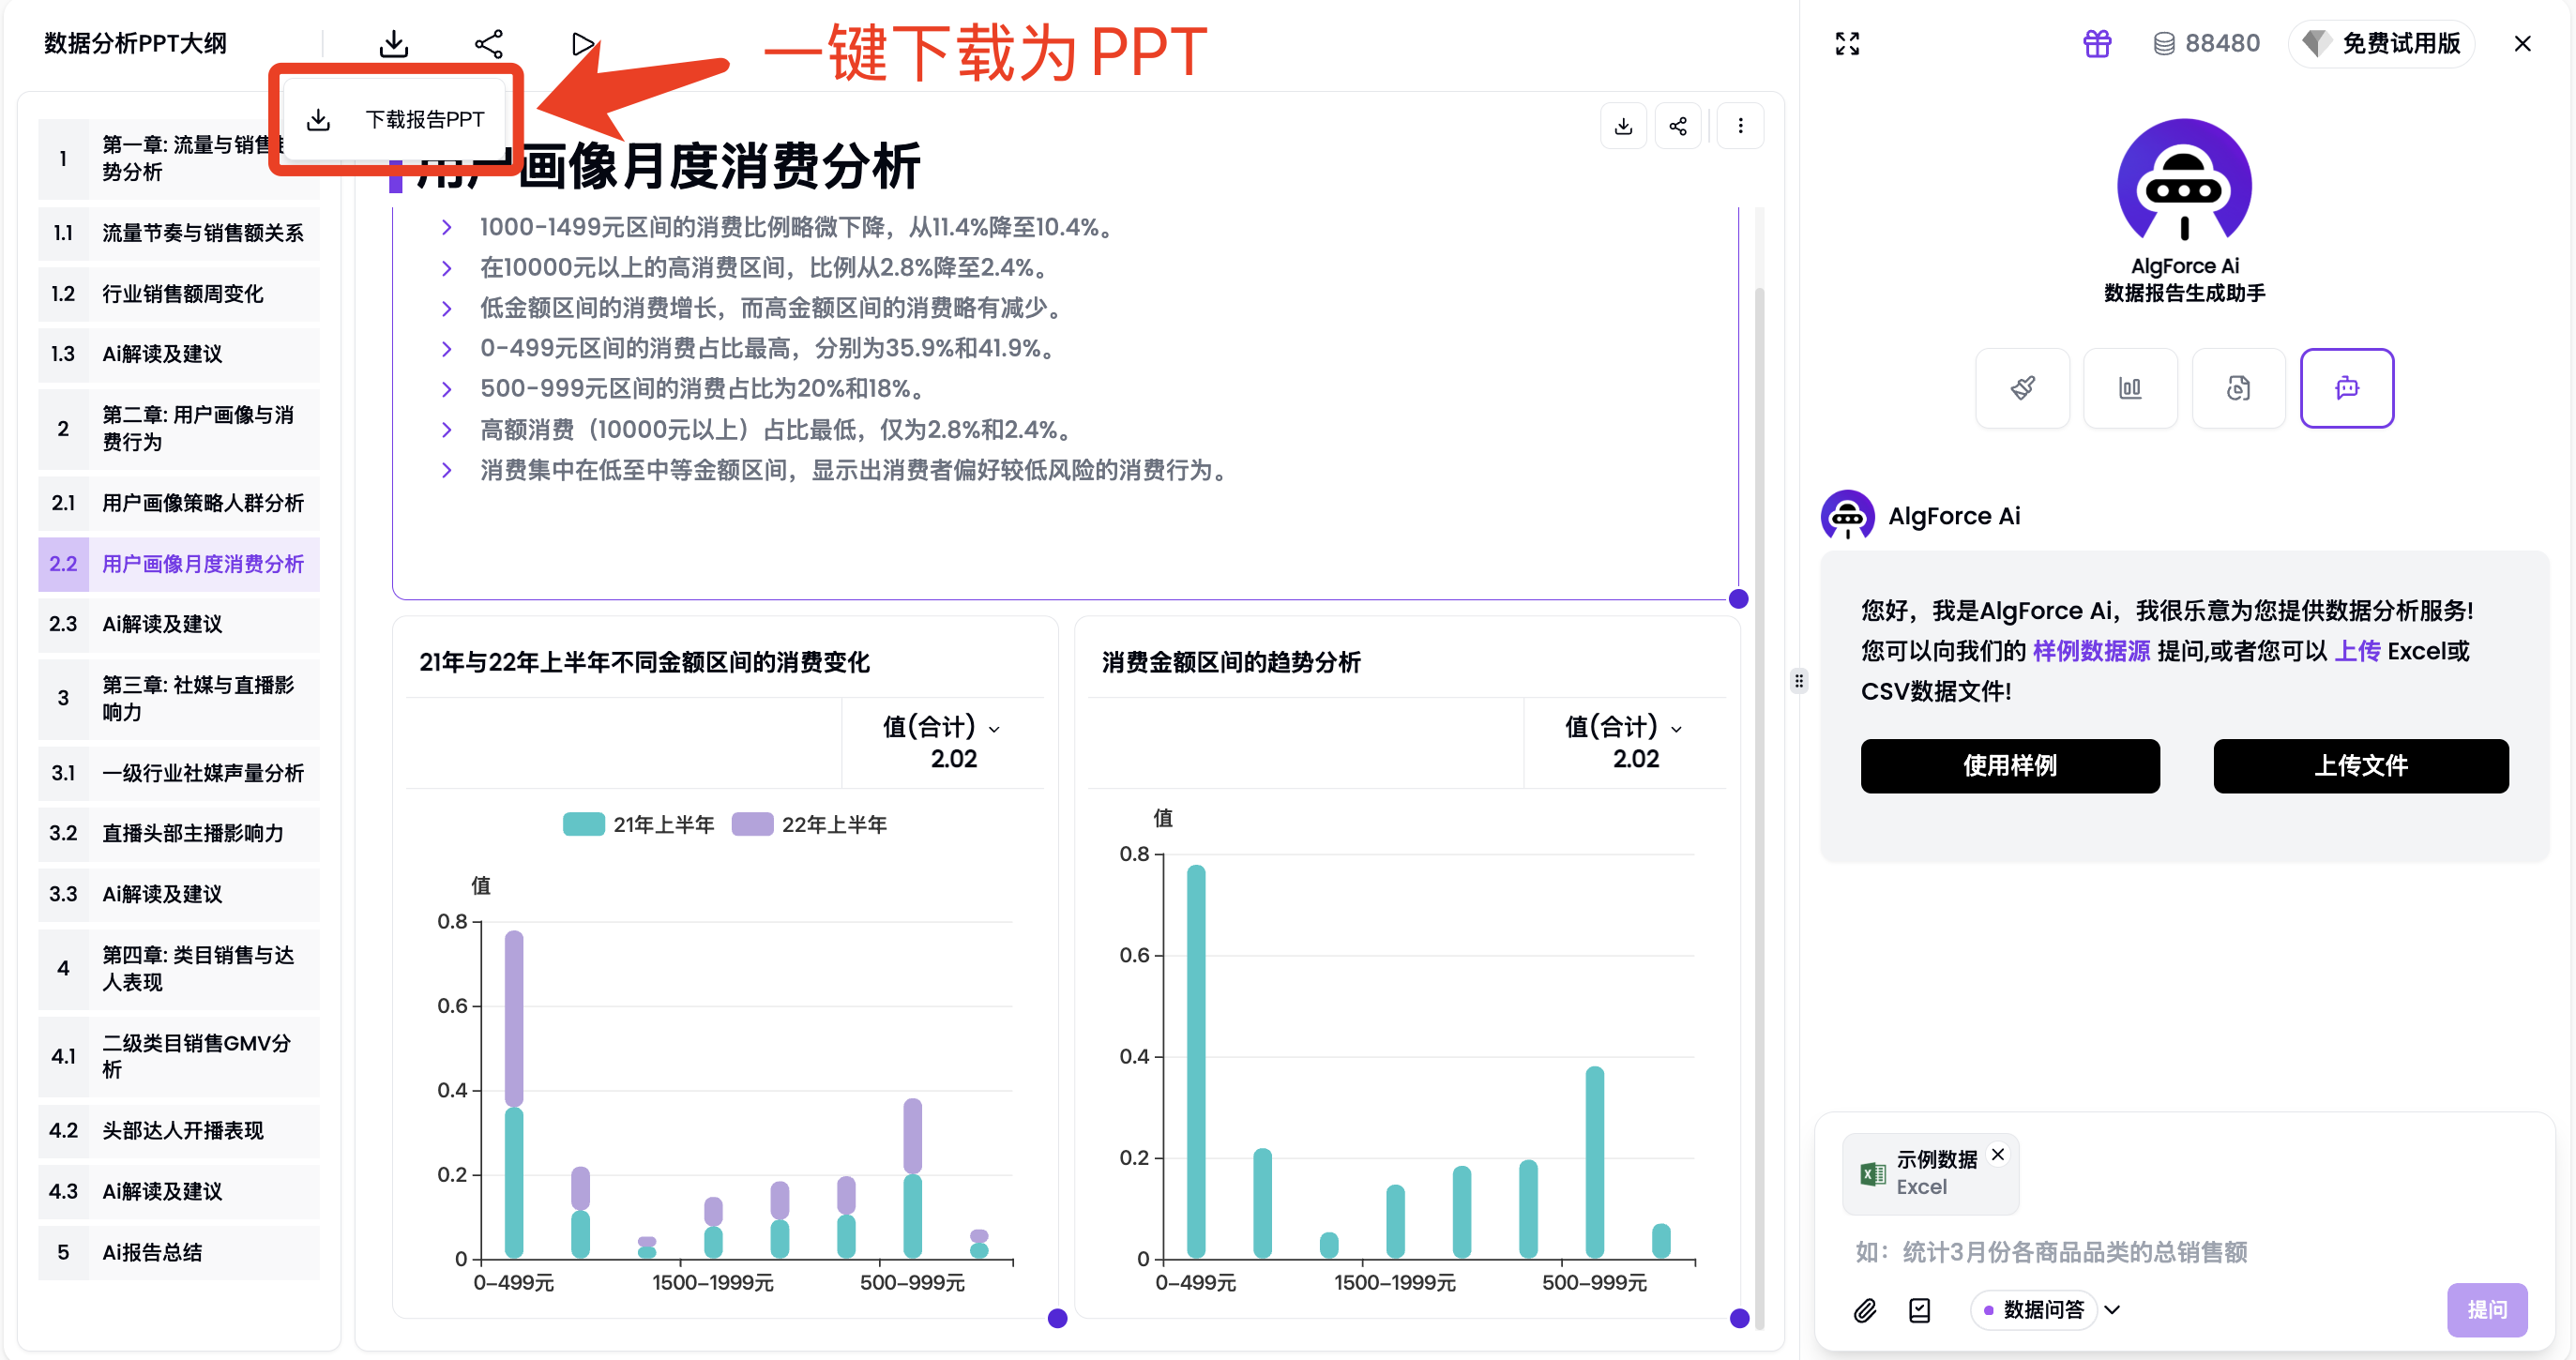 数据分析PPT大纲
一键下载为 PPT
88480
免费试用版
下载报告PPT
1
第一章: 流量与销售
势分析
1.1
流量节奏与销售额关系
1.2
行业销售额周变化
1.3
Ai解读及建议
2
第二章: 用户画像与消
费行为
2.1
用户画像策略人群分析
2.2
用户画像月度消费分析
2.3
Ai解读及建议
3
第三章: 社媒与直播影
响力
3.1
一级行业社媒声量分析
3.2
直播头部主播影响力
3.3
Ai解读及建议
4
第四章: 类目销售与达
人表现
4.1
二级类目销售GMV分
析
4.2
头部达人开播表现
4.3
Ai解读及建议
5
Ai报告总结
用户画像月度消费分析
1000-1499元区间的消费比例略微下降，从11.4%降至10.4%。
在10000元以上的高消费区间，比例从2.8%降至2.4%。
低金额区间的消费增长，而高金额区间的消费略有减少。
0-499元区间的消费占比最高，分别为35.9%和41.9%。
500-999元区间的消费占比为20%和18%。
高额消费（10000元以上）占比最低，仅为2.8%和2.4%。
消费集中在低至中等金额区间，显示出消费者偏好较低风险的消费行为。
21年与22年上半年不同金额区间的消费变化
值(合计)
2.02
21年上半年 22年上半年
值
0.8
0.6
0.4
0.2
0
0-499元 1500-1999元 500-999元
消费金额区间的趋势分析
值(合计)
2.02
值
0.8
0.6
0.4
0.2
0
0-499元 1500-1999元 500-999元
AlgForce Ai
数据报告生成助手
AlgForce Ai
您好，我是AlgForce Ai，我很乐意为您提供数据分析服务!
您可以向我们的 样例数据源 提问,或者您可以 上传 Excel或
CSV数据文件!
使用样例
上传文件
示例数据
Excel
如：统计3月份各商品品类的总销售额
数据问答
提问